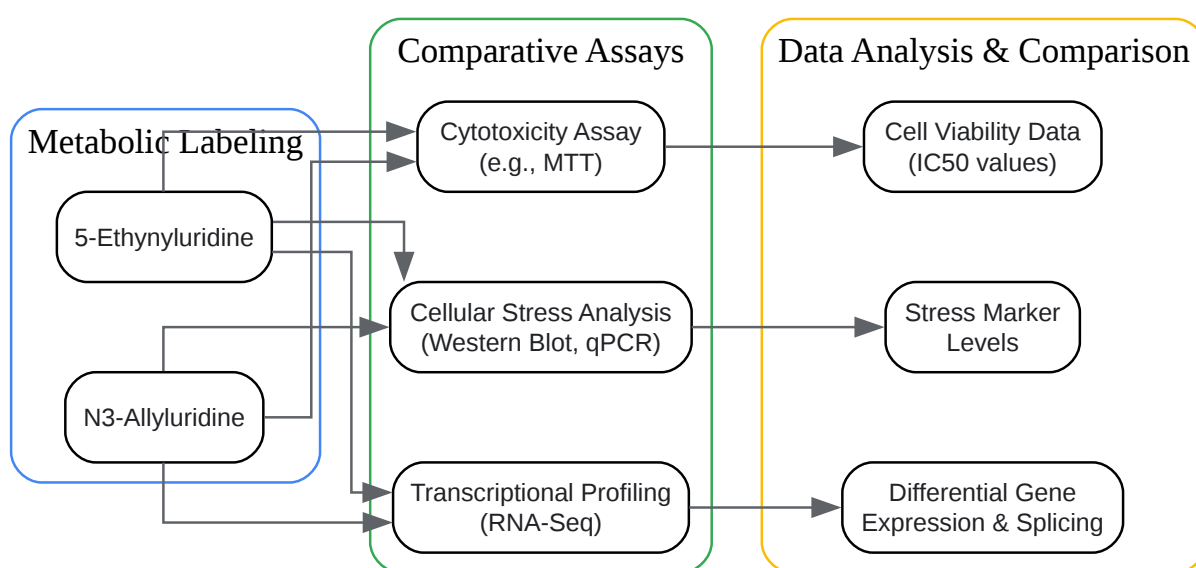 Metabolic Labeling
5-Ethynyluridine
N3-Allyluridine
Comparative Assays
Cytotoxicity Assay
(e.g., MTT)
Cellular Stress Analysis
(Western Blot, qPCR)
Transcriptional Profiling
(RNA-Seq)
Data Analysis & Comparison
Cell Viability Data
(IC50 values)
Stress Marker
Levels
Differential Gene
Expression & Splicing